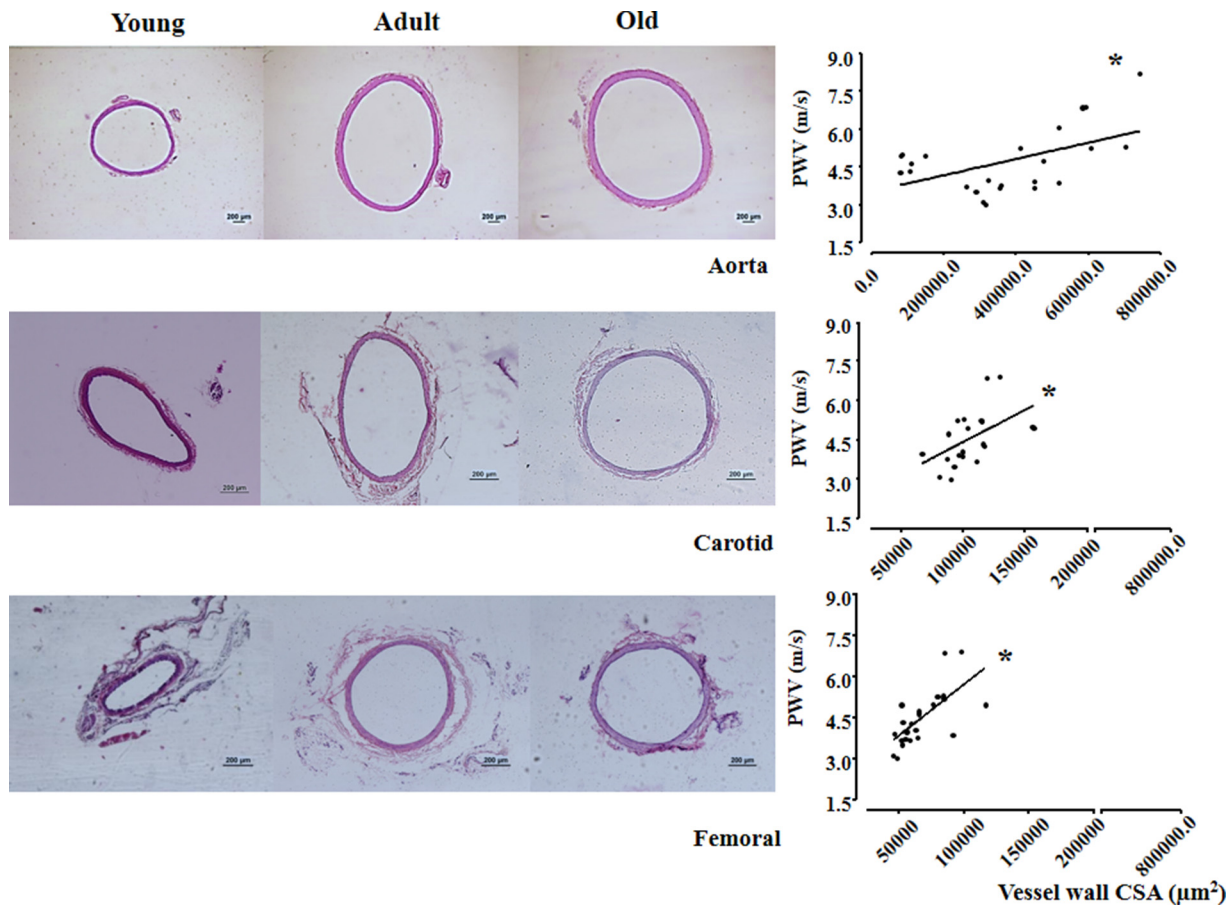 Young Adult Old
200 µm 200 µm 200 µm
Aorta
PWV (m/s)
9.0
7.5
6.0
4.5
3.0
1.5
*
0.0 200000.0 400000.0 600000.0 800000.0
200 µm 200 µm 200 µm
Carotid
PWV (m/s)
9.0
7.5
6.0
4.5
3.0
1.5
*
50000 100000 150000 200000 800000.0
200 µm 200 µm 200 µm
Femoral
PWV (m/s)
9.0
7.5
6.0
4.5
3.0
1.5
*
50000 100000 150000 200000 800000.0
Vessel wall CSA (µm²)